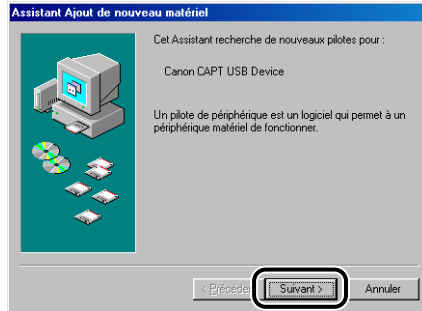 Assistant Ajout de nouveau matériel
Cet Assistant recherche de nouveaux pilotes pour :
Canon CAPT USB Device
Un pilote de périphérique est un logiciel qui permet à un
périphérique matériel de fonctionner.
< Précéde Suivant > Annuler